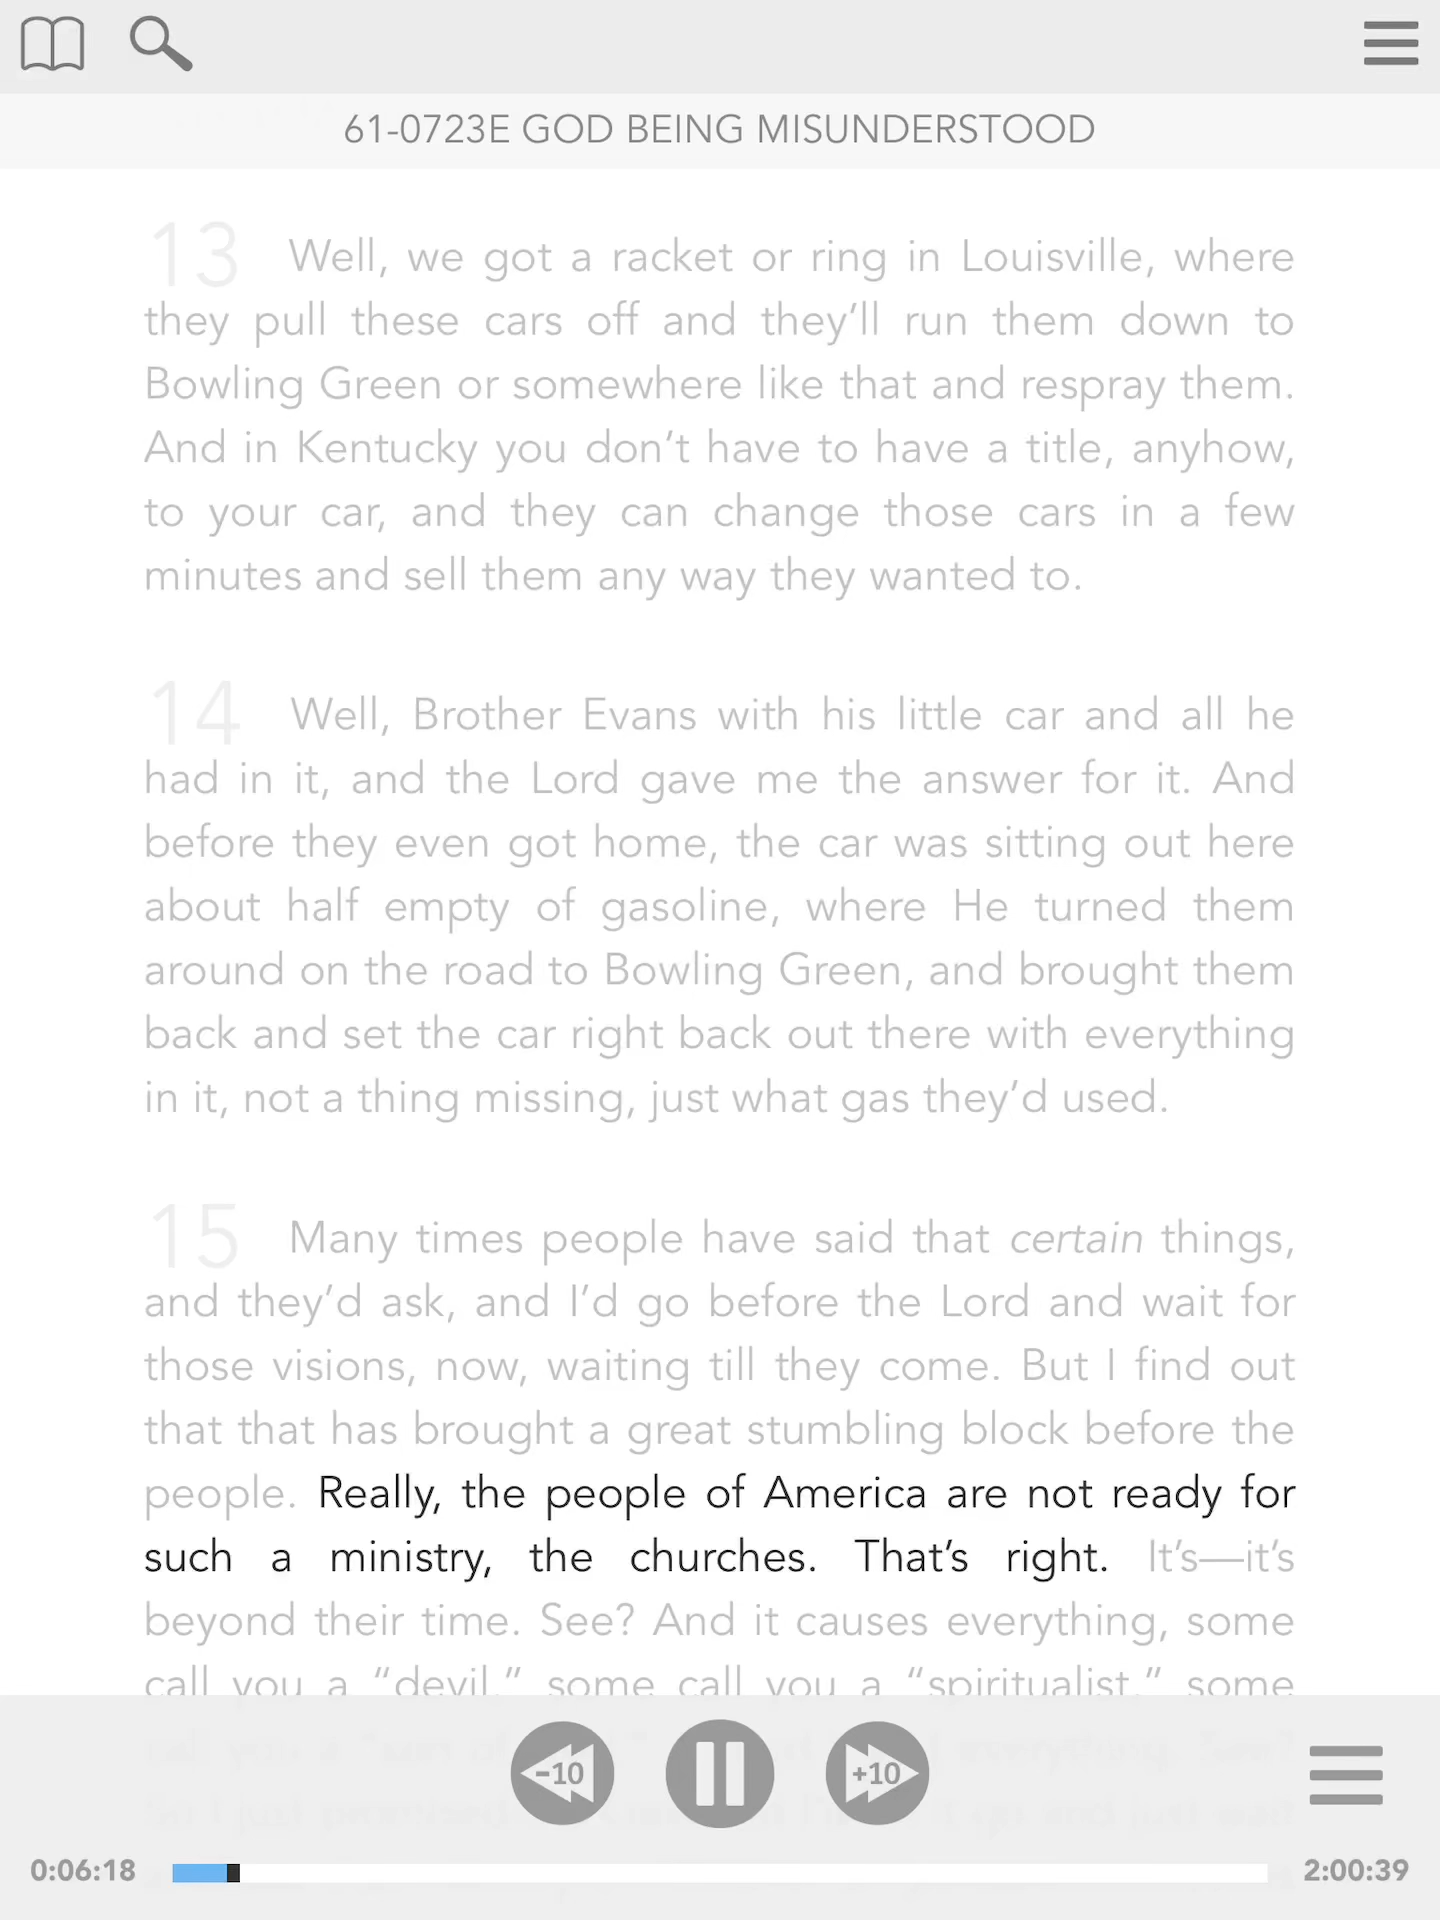 61-0723E GOD BEING MISUNDERSTOOD
13 Well, we got a racket or ring in Louisville, where
they pull these cars off and they’ll run them down to
Bowling Green or somewhere like that and respray them.
And in Kentucky you don’t have to have a title, anyhow,
to your car, and they can change those cars in a few
minutes and sell them any way they wanted to.
14 Well, Brother Evans with his little car and all he
had in it, and the Lord gave me the answer for it. And
before they even got home, the car was sitting out here
about half empty of gasoline, where He turned them
around on the road to Bowling Green, and brought them
back and set the car right back out there with everything
in it, not a thing missing, just what gas they’d used.
15 Many times people have said that certain things,
and they’d ask, and I’d go before the Lord and wait for
those visions, now, waiting till they come. But I find out
that that has brought a great stumbling block before the
people. Really, the people of America are not ready for
such a ministry, the churches. That’s right. It’s—it’s
beyond their time. See? And it causes everything, some
call you a “devil,” some call you a “spiritualist,” some
-10 +10
0:06:18 2:00:39